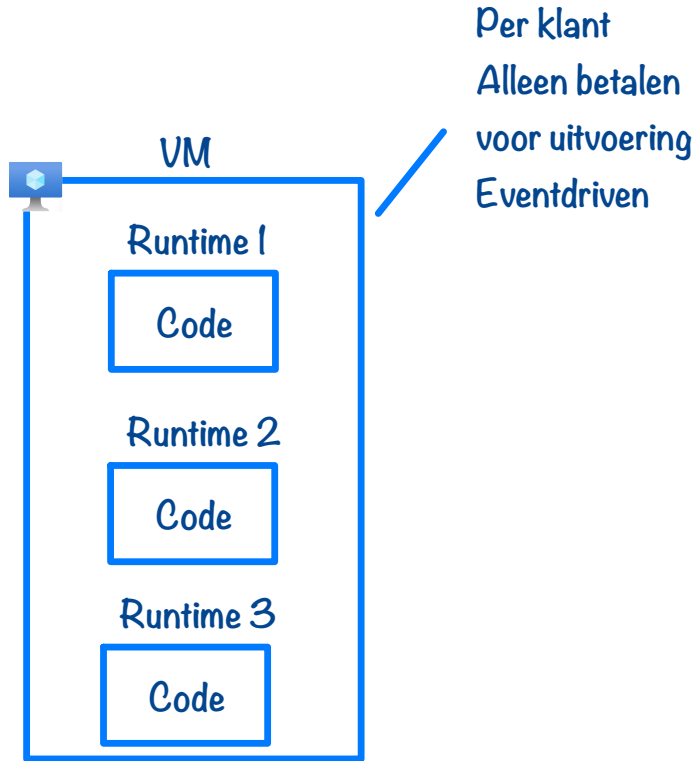 Per klant
Alleen betalen
voor uitvoering
Eventdriven
VM
Runtime 1
Code
Runtime 2
Code
Runtime 3
Code